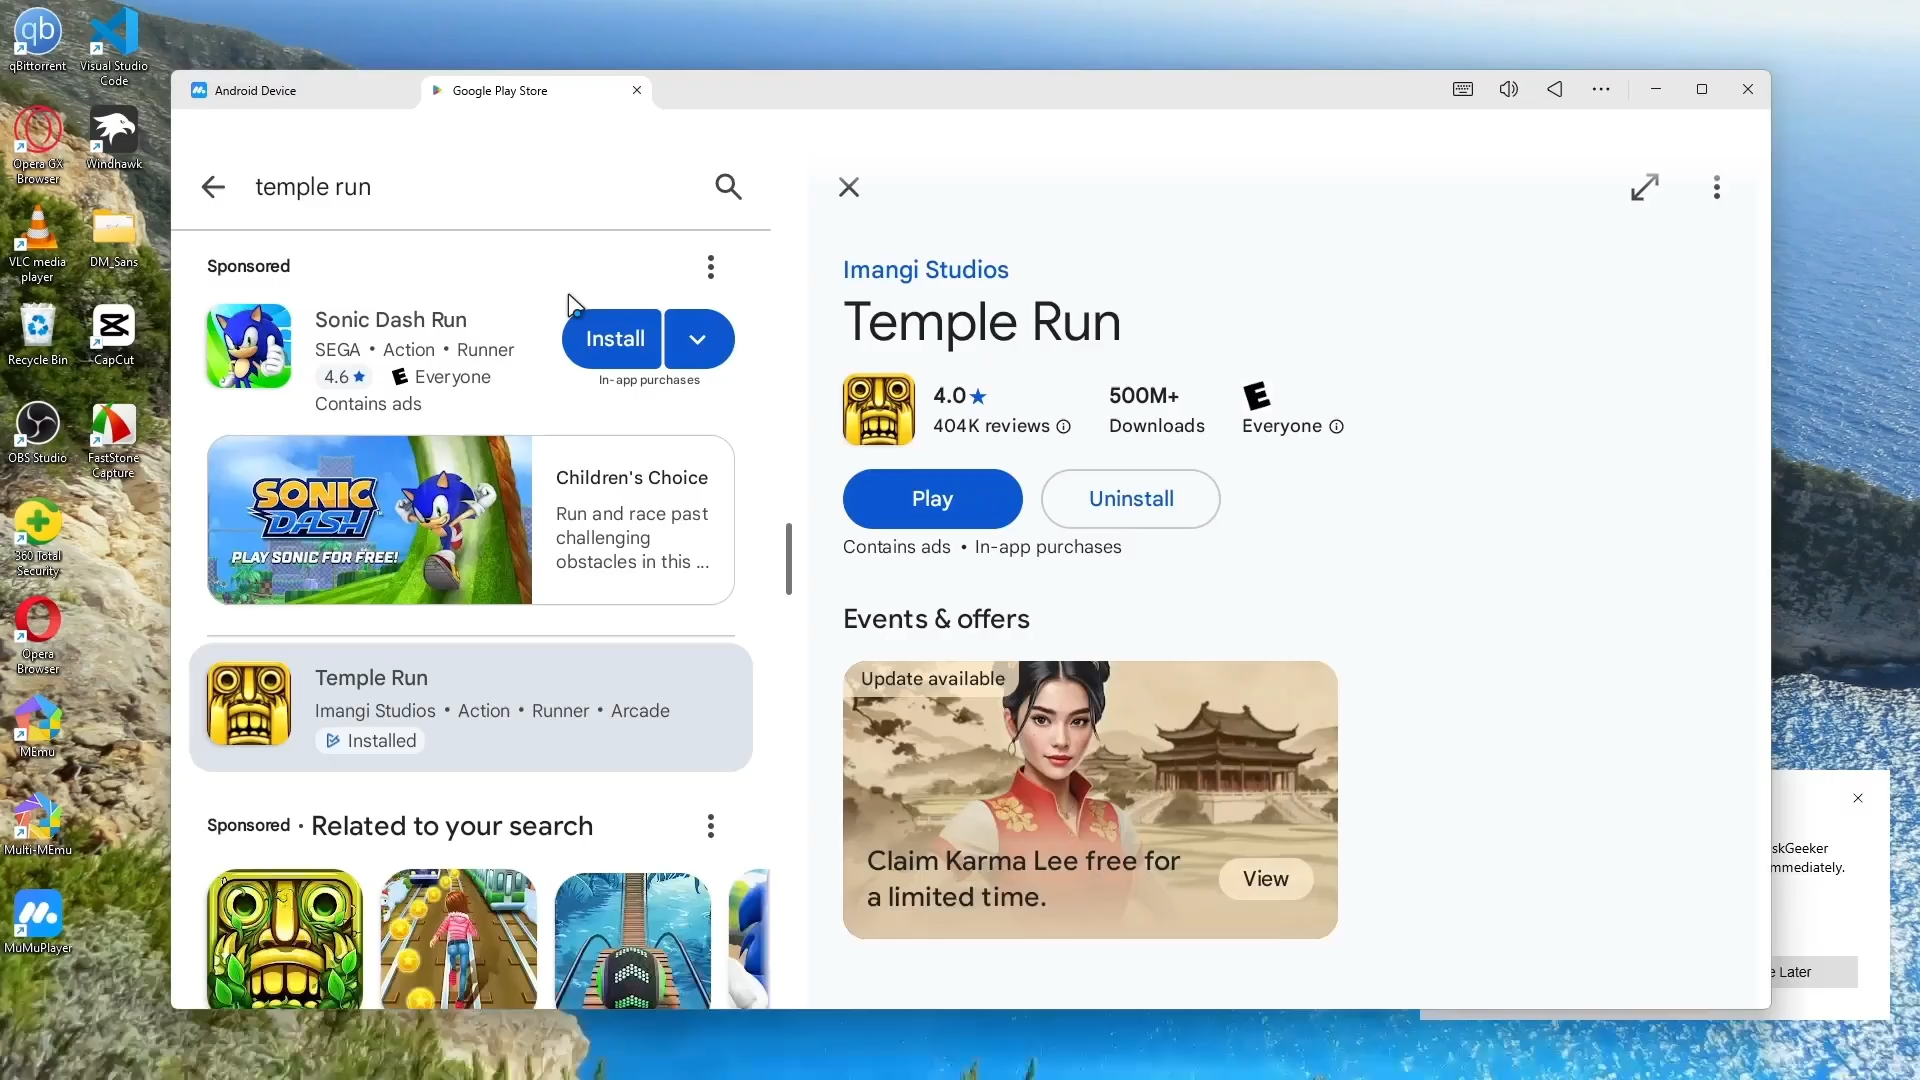 qBittorrent
Visual Studio
Code
Opera GX
Browser
Windhawk
VLC media
player
DM_Sans
Recycle Bin
CapCut
OBS Studio
FastStone
Capture
360 Total
Security
Opera
Browser
MEmu
Multi-MEmu
MuMuPlayer
Android Device
Google Play Store
temple run
Sponsored
Sonic Dash Run
SEGA • Action • Runner
4.6 ★ E Everyone
Contains ads
Install
In-app purchases
SONIC
DASH
PLAY SONIC FOR FREE!
Children's Choice
Run and race past
challenging
obstacles in this ...
Temple Run
Imangi Studios • Action • Runner • Arcade
Installed
Sponsored · Related to your search
Imangi Studios
Temple Run
4.0 ★
404K reviews
500M+
Downloads
E
Everyone
Play
Uninstall
Contains ads • In-app purchases
Events & offers
Update available
Claim Karma Lee free for
a limited time.
View
skGeeker
mmediately.
e Later